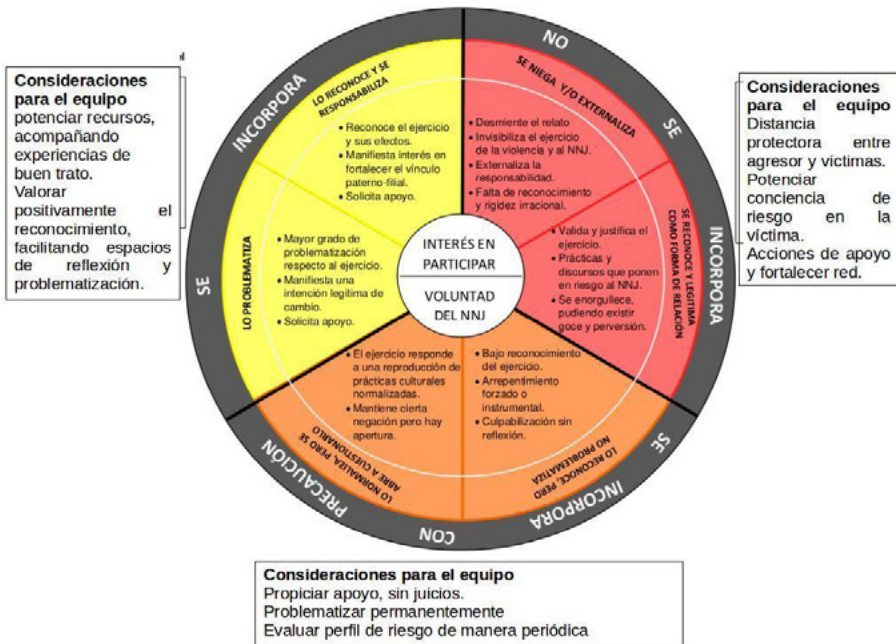 Consideraciones
para el equipo
potenciar recursos,
acompañando
experiencias de
buen trato.
Valorar
positivamente el
reconocimiento,
facilitando espacios
de reflexión y
problematización.
SE INCORPORA
LO RECONOCE Y SE
RESPONSABILIZA
• Reconoce el ejercicio
y sus efectos.
• Manifiesta interés en
fortalecer el vínculo
paterno-filial.
• Solicita apoyo.
LO PROBLEMATIZA
• Mayor grado de
problematización
respecto al ejercicio.
• Manifiesta una
intención legítima de
cambio.
• Solicita apoyo.
NO SE INCORPORA
SE NIEGA Y/O EXTERNALIZA
• Desmiente el relato
• Invisibiliza el ejercicio
de la violencia y al NNJ.
• Externaliza la
responsabilidad.
• Falta de reconocimiento
y rigidez irracional.
SE RECONOCE Y LEGITIMA
COMO FORMA DE RELACIÓN
• Valida y justifica el
ejercicio.
• Prácticas y
discursos que ponen
en riesgo al NNJ.
• Se enorgullece,
pudiendo existir
goce y perversión.
INTERÉS EN
PARTICIPAR
VOLUNTAD
DEL NNJ
SE INCORPORA CON PRECAUCIÓN
• El ejercicio responde
a una reproducción de
prácticas culturales
normalizadas.
• Mantiene cierta
negación pero hay
apertura.
LO NORMALIZA, PERO SE
ABRE A CUESTIONARLO
• Bajo reconocimiento
del ejercicio.
• Arrepentimiento
forzado o
instrumental.
• Culpabilización sin
reflexión.
LO RECONOCE, PERO
NO PROBLEMATIZA
Consideraciones
para el equipo
Distancia
protectora entre
agresor y víctimas.
Potenciar
conciencia de
riesgo en la
víctima.
Acciones de apoyo
y fortalecer red.
Consideraciones para el equipo
Propiciar apoyo, sin juicios.
Problematizar permanentemente
Evaluar perfil de riesgo de manera periódica